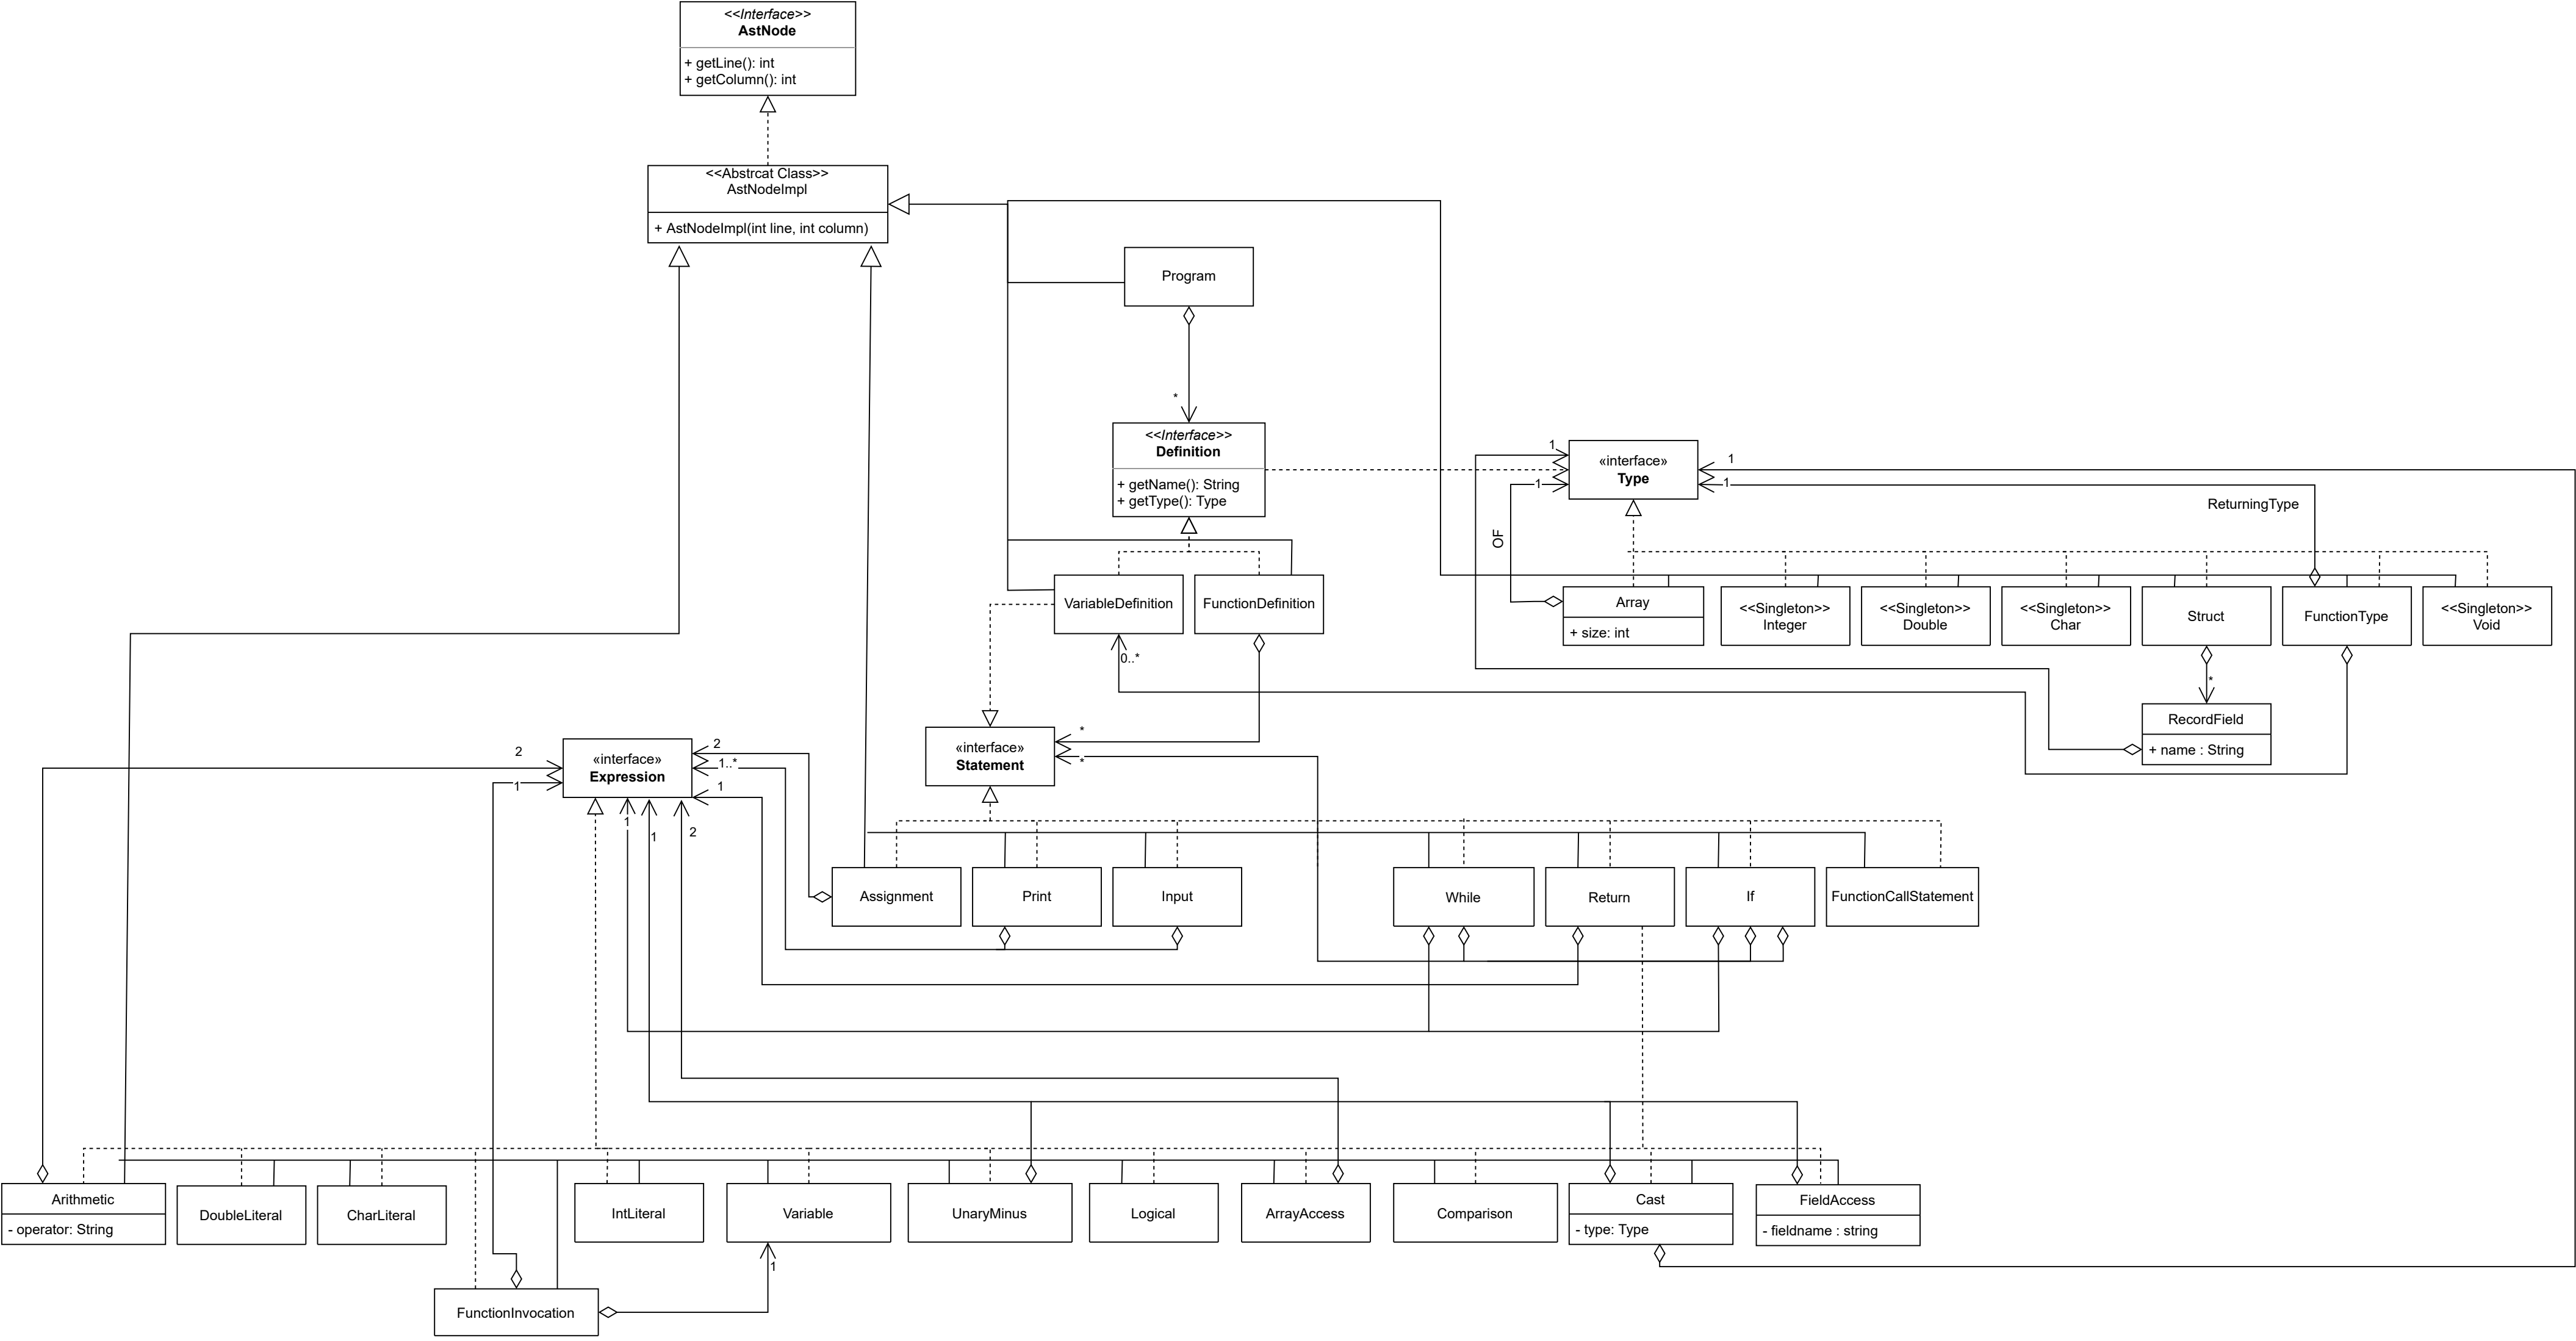 <<Interface>>
AstNode
+ getLine(): int
+ getColumn(): int
<<Abstrcat Class>>
AstNodeImpl
+ AstNodeImpl(int line, int column)
Program
*
<<Interface>>
Definition
+ getName(): String
+ getType(): Type
1
1
«interface»
Type
1
1
ReturningType
OF
VariableDefinition
FunctionDefinition
0..*
Array
+ size: int
<<Singleton>>
Integer
<<Singleton>>
Double
<<Singleton>>
Char
Struct
FunctionType
<<Singleton>>
Void
*
RecordField
+ name : String
2
1
«interface»
Expression
2
1..*
1
1
1
2
«interface»
Statement
*
*
Assignment
Print
Input
While
Return
If
FunctionCallStatement
Arithmetic
- operator: String
DoubleLiteral
CharLiteral
IntLiteral
Variable
UnaryMinus
Logical
ArrayAccess
Comparison
Cast
- type: Type
FieldAccess
- fieldname : string
1
FunctionInvocation